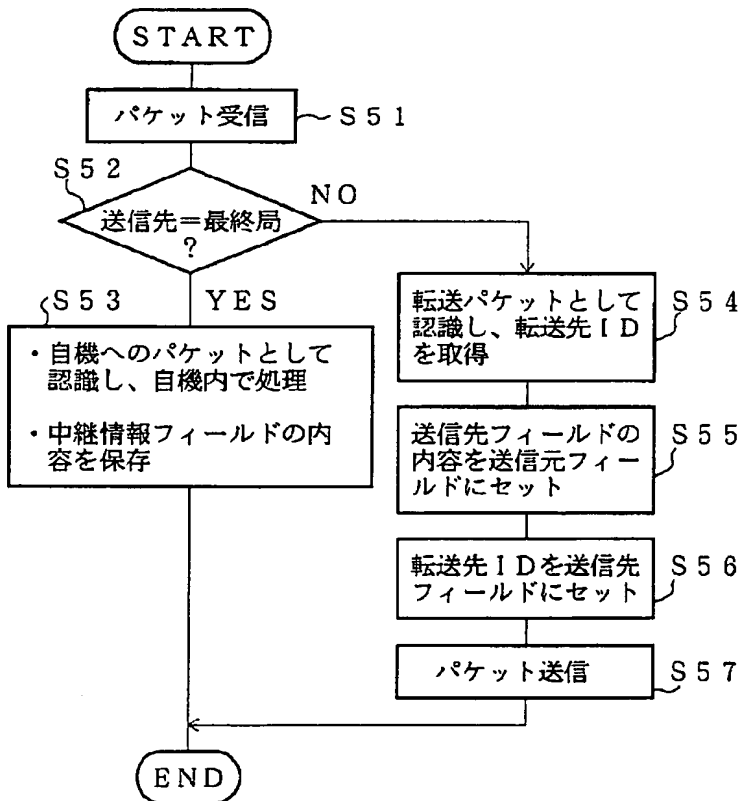 START
パケット受信
S51
S52
送信先＝最終局
?
NO
YES
S53
・自機へのパケットとして
認識し、自機内で処理
・中継情報フィールドの内
容を保存
転送パケットとして
認識し、転送先ID
を取得
S54
送信先フィールドの
内容を送信元フィー
ルドにセット
S55
転送先IDを送信先
フィールドにセット
S56
パケット送信
S57
END